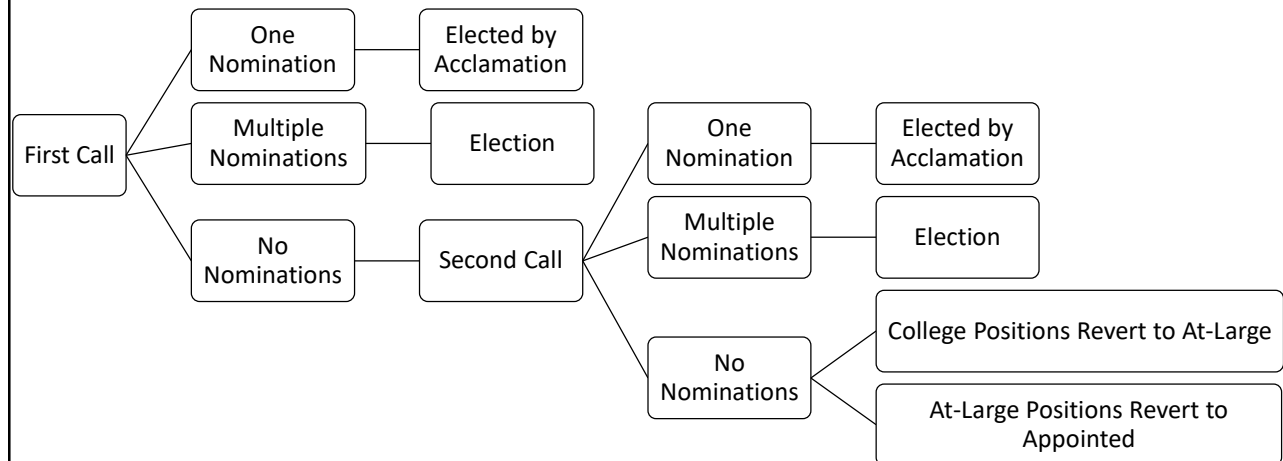 First Call
One
Nomination
Elected by
Acclamation
Multiple
Nominations
Election
No
Nominations
Second Call
One
Nomination
Elected by
Acclamation
Multiple
Nominations
Election
No
Nominations
College Positions Revert to At-Large
At-Large Positions Revert to
Appointed